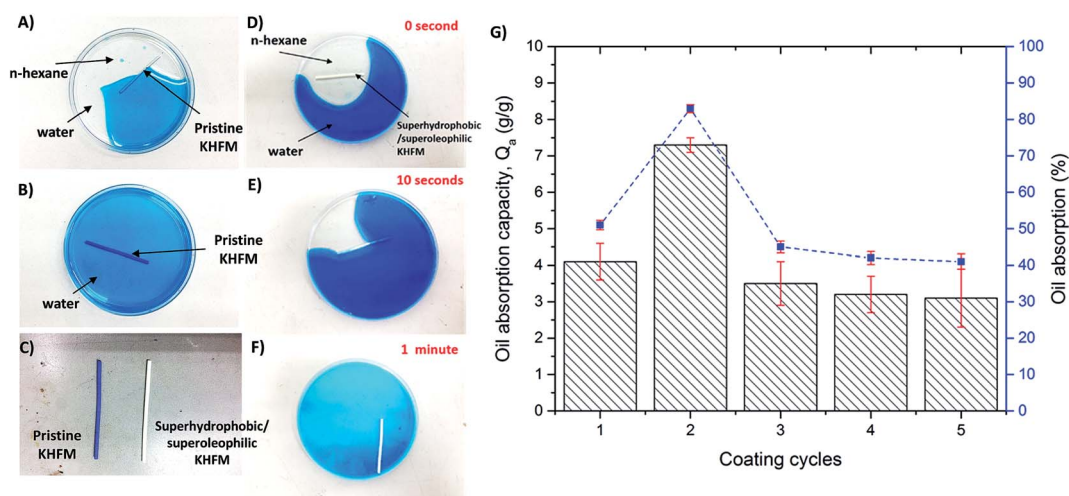 A)
n-hexane
water
Pristine
KHFM
B)
Pristine
KHFM
water
C)
Pristine
KHFM
Superhydrophobic/
superoleophilic
KHFM
D)
0 second
n-hexane
Superhydrophobic
/superoleophilic
KHFM
water
E)
10 seconds
F)
1 minute
G)
Oil absorption capacity, Qa (g/g)
10
9
8
7
6
5
4
3
2
1
0
1 2 3 4 5
Coating cycles
100
90
80
70
60
50
40
30
20
10
0
Oil absorption (%)